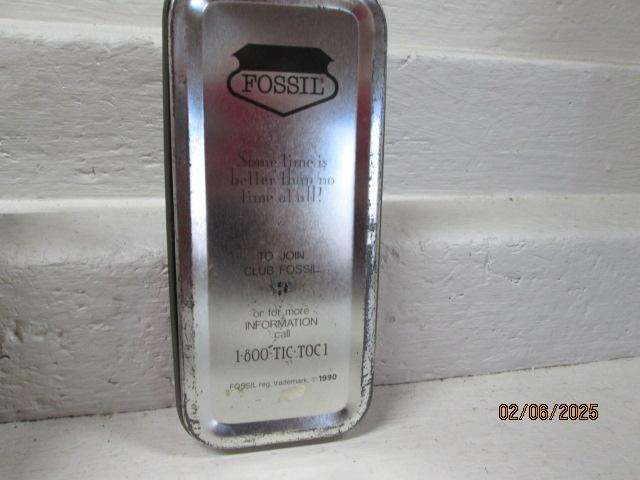 FOSSIL
Some time is
better than no
time at all!
TO JOIN
CLUB FOSSIL
or for more
INFORMATION
call
1-800-TIC-TOC1
FOSSIL reg. trademark, © 1990
02/06/2025